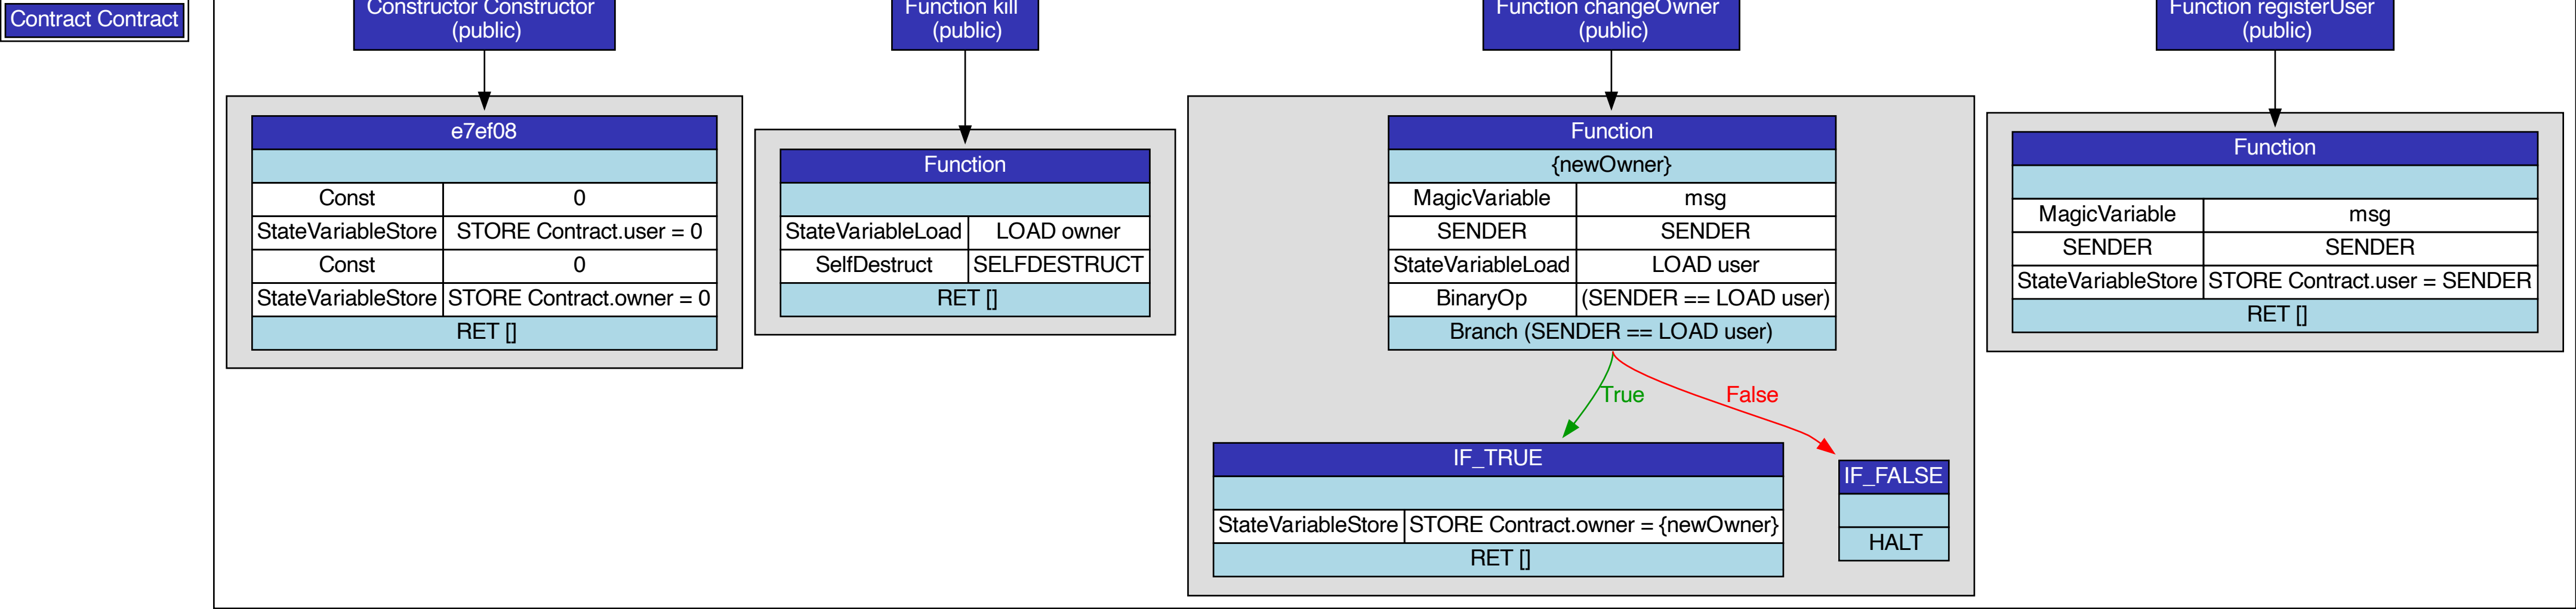 Contract Contract
Constructor Constructor
(public)
e7ef08
Const 0
StateVariableStore STORE Contract.user = 0
Const 0
StateVariableStore STORE Contract.owner = 0
RET []
Function kill
(public)
Function
StateVariableLoad LOAD owner
SelfDestruct SELFDESTRUCT
RET []
Function changeOwner
(public)
Function
{newOwner}
MagicVariable msg
SENDER SENDER
StateVariableLoad LOAD user
BinaryOp (SENDER == LOAD user)
Branch (SENDER == LOAD user)
True
False
IF_TRUE
StateVariableStore STORE Contract.owner = {newOwner}
RET []
IF_FALSE
HALT
Function registerUser
(public)
Function
MagicVariable msg
SENDER SENDER
StateVariableStore STORE Contract.user = SENDER
RET []